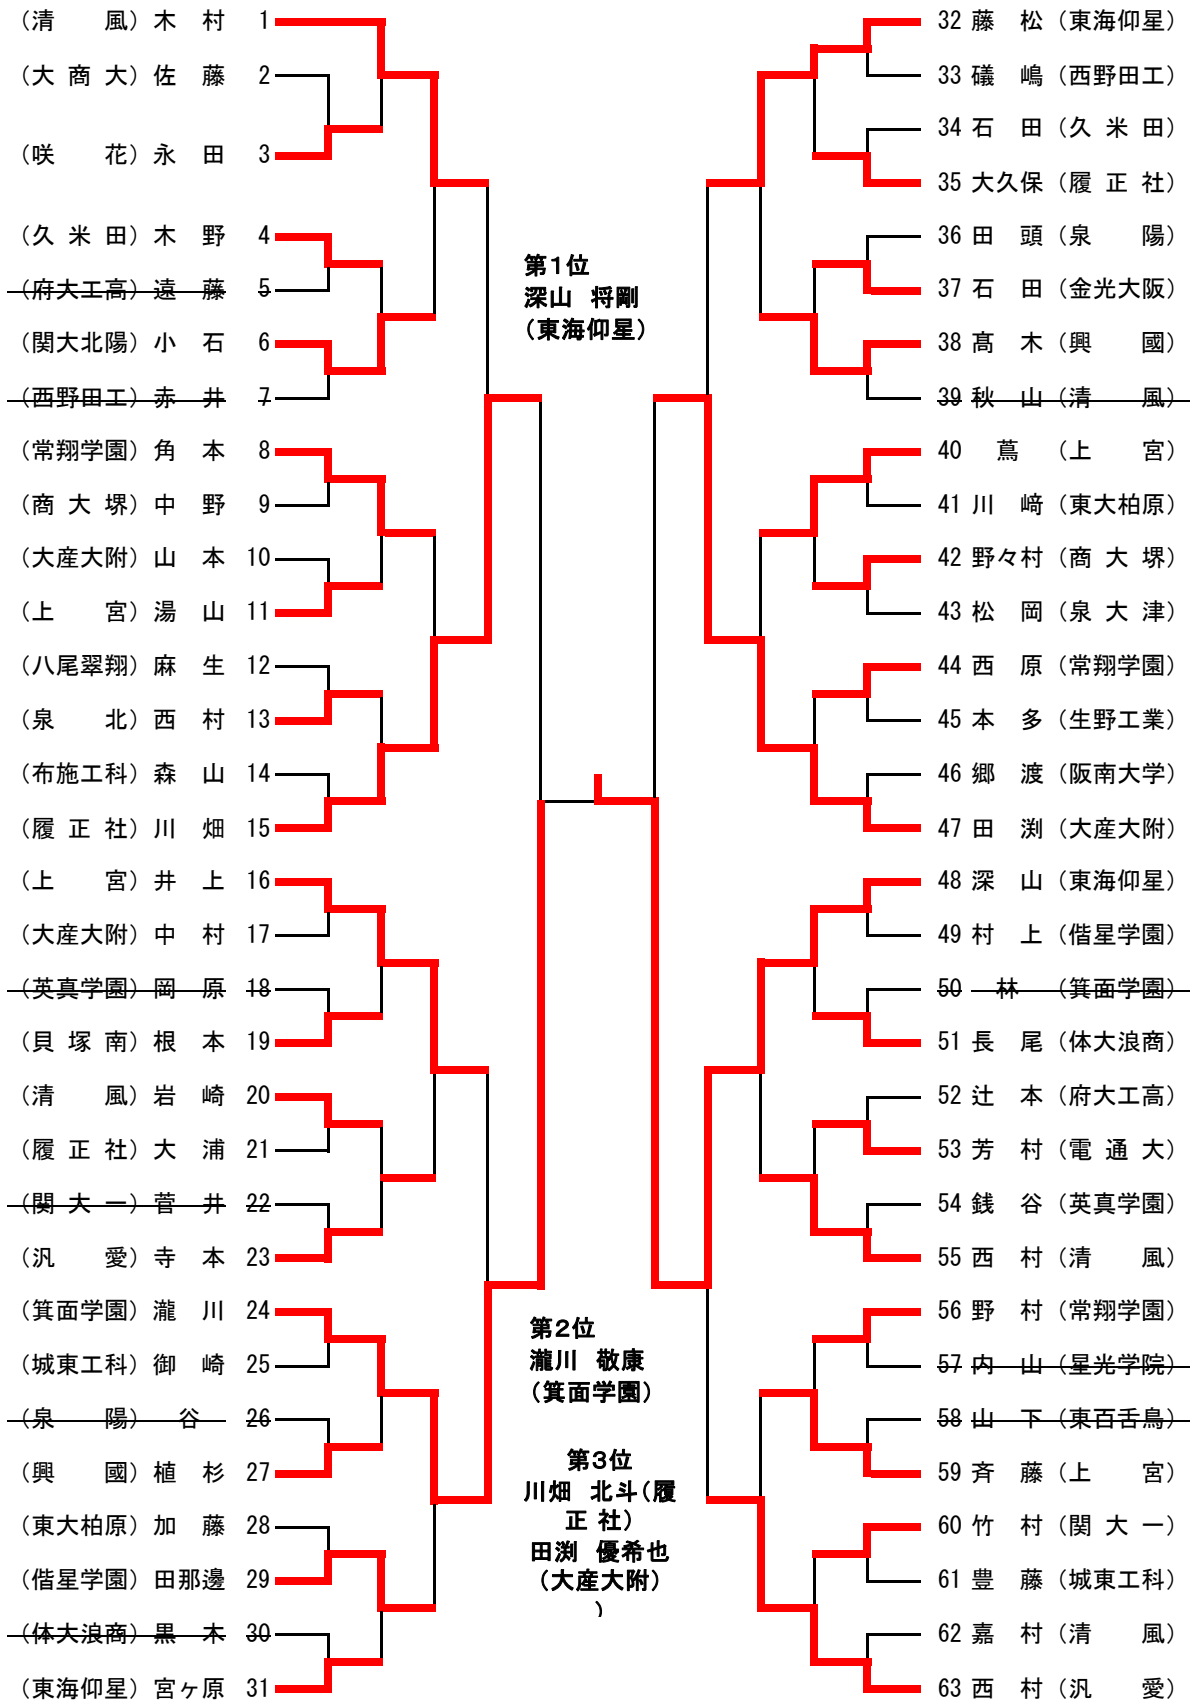 (清　　風) 木　村　1
(大 商 大) 佐　藤　2
(咲　　花) 永　田　3
(久 米 田) 木　野　4
(府大工高) 遠　藤　5
(関大北陽) 小　石　6
(西野田工) 赤　井　7
(常翔学園) 角　本　8
(商 大 堺) 中　野　9
(大産大附) 山　本　10
(上　　宮) 湯　山　11
(八尾翠翔) 麻　生　12
(泉　　北) 西　村　13
(布施工科) 森　山　14
(履 正 社) 川　畑　15
(上　　宮) 井　上　16
(大産大附) 中　村　17
(英真学園) 岡　原　18
(貝 塚 南) 根　本　19
(清　　風) 岩　崎　20
(履 正 社) 大　浦　21
(関 大 一) 菅　井　22
(汎　　愛) 寺　本　23
(箕面学園) 瀧　川　24
(城東工科) 御　崎　25
(泉　　陽) 谷　26
(興　　國) 植　杉　27
(東大柏原) 加　藤　28
(偕星学園) 田那邊　29
(体大浪商) 黒　木　30
(東海仰星) 宮ヶ原　31
第1位
深山　将剛
(東海仰星)
第2位
瀧川　敬康
(箕面学園)
第3位
川畑　北斗(履
正 社)
田渕　優希也
(大産大附)
)
32 藤　松 (東海仰星)
33 礒　嶋 (西野田工)
34 石　田 (久 米 田)
35 大久保 (履 正 社)
36 田　頭 (泉　　陽)
37 石　田 (金光大阪)
38 髙　木 (興　　國)
39 秋　山 (清　　風)
40 蔦 (上　　宮)
41 川　﨑 (東大柏原)
42 野々村 (商 大 堺)
43 松　岡 (泉 大 津)
44 西　原 (常翔学園)
45 本　多 (生野工業)
46 郷　渡 (阪南大学)
47 田　渕 (大産大附)
48 深　山 (東海仰星)
49 村　上 (偕星学園)
50 林 (箕面学園)
51 長　尾 (体大浪商)
52 辻　本 (府大工高)
53 芳　村 (電 通 大)
54 銭　谷 (英真学園)
55 西　村 (清　　風)
56 野　村 (常翔学園)
57 内　山 (星光学院)
58 山　下 (東百舌鳥)
59 斉　藤 (上　　宮)
60 竹　村 (関 大 一)
61 豊　藤 (城東工科)
62 嘉　村 (清　　風)
63 西　村 (汎　　愛)